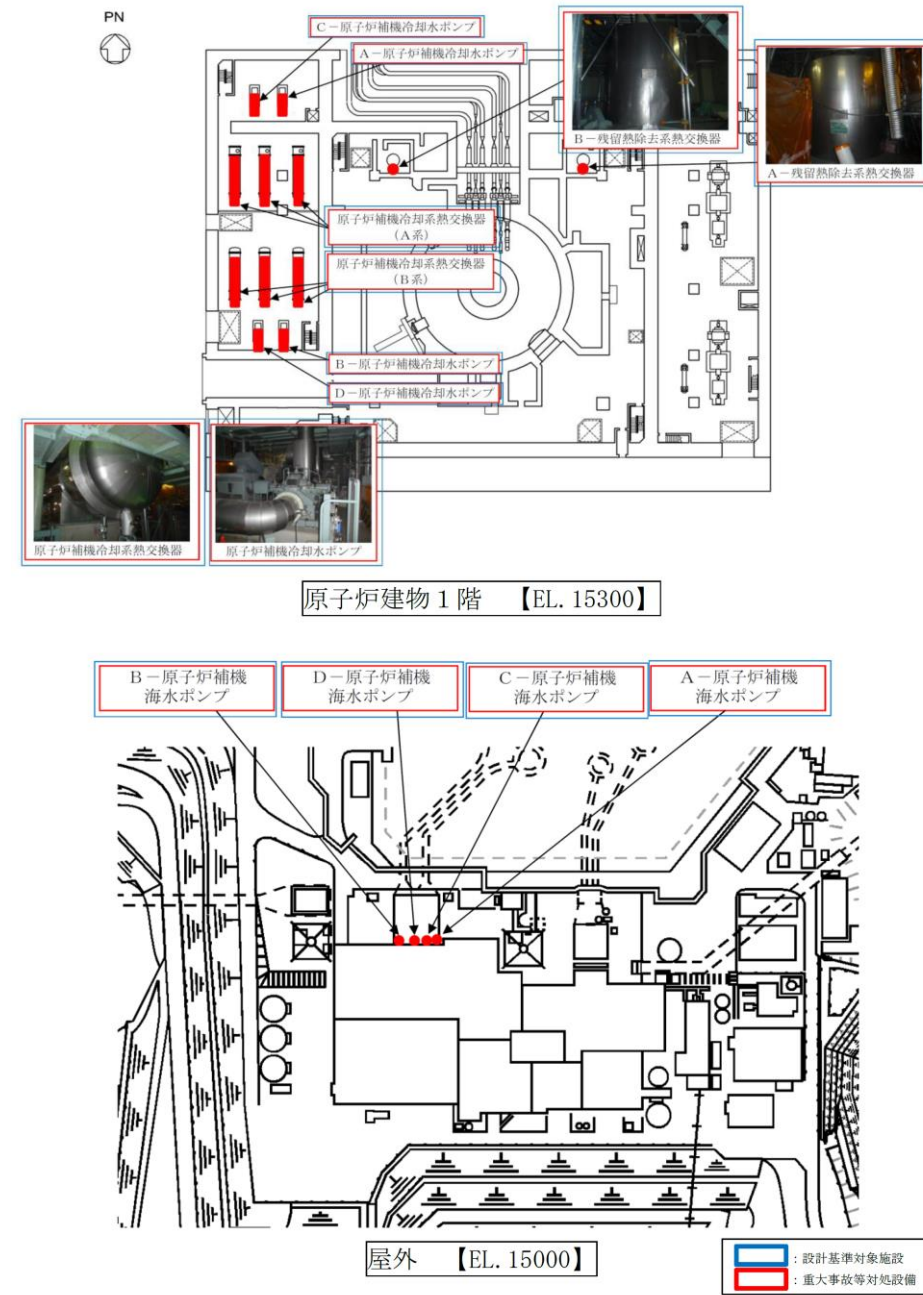 PN
C－原子炉補機冷却水ポンプ
A－原子炉補機冷却水ポンプ
B－残留熱除去系熱交換器
A－残留熱除去系熱交換器
原子炉補機冷却系熱交換器
（A系）
原子炉補機冷却系熱交換器
（B系）
B－原子炉補機冷却水ポンプ
D－原子炉補機冷却水ポンプ
原子炉補機冷却系熱交換器
原子炉補機冷却水ポンプ
原子炉建物１階　【EL. 15300】
B－原子炉補機
海水ポンプ
D－原子炉補機
海水ポンプ
C－原子炉補機
海水ポンプ
A－原子炉補機
海水ポンプ
屋外　【EL. 15000】
：設計基準対象施設
：重大事故等対処設備